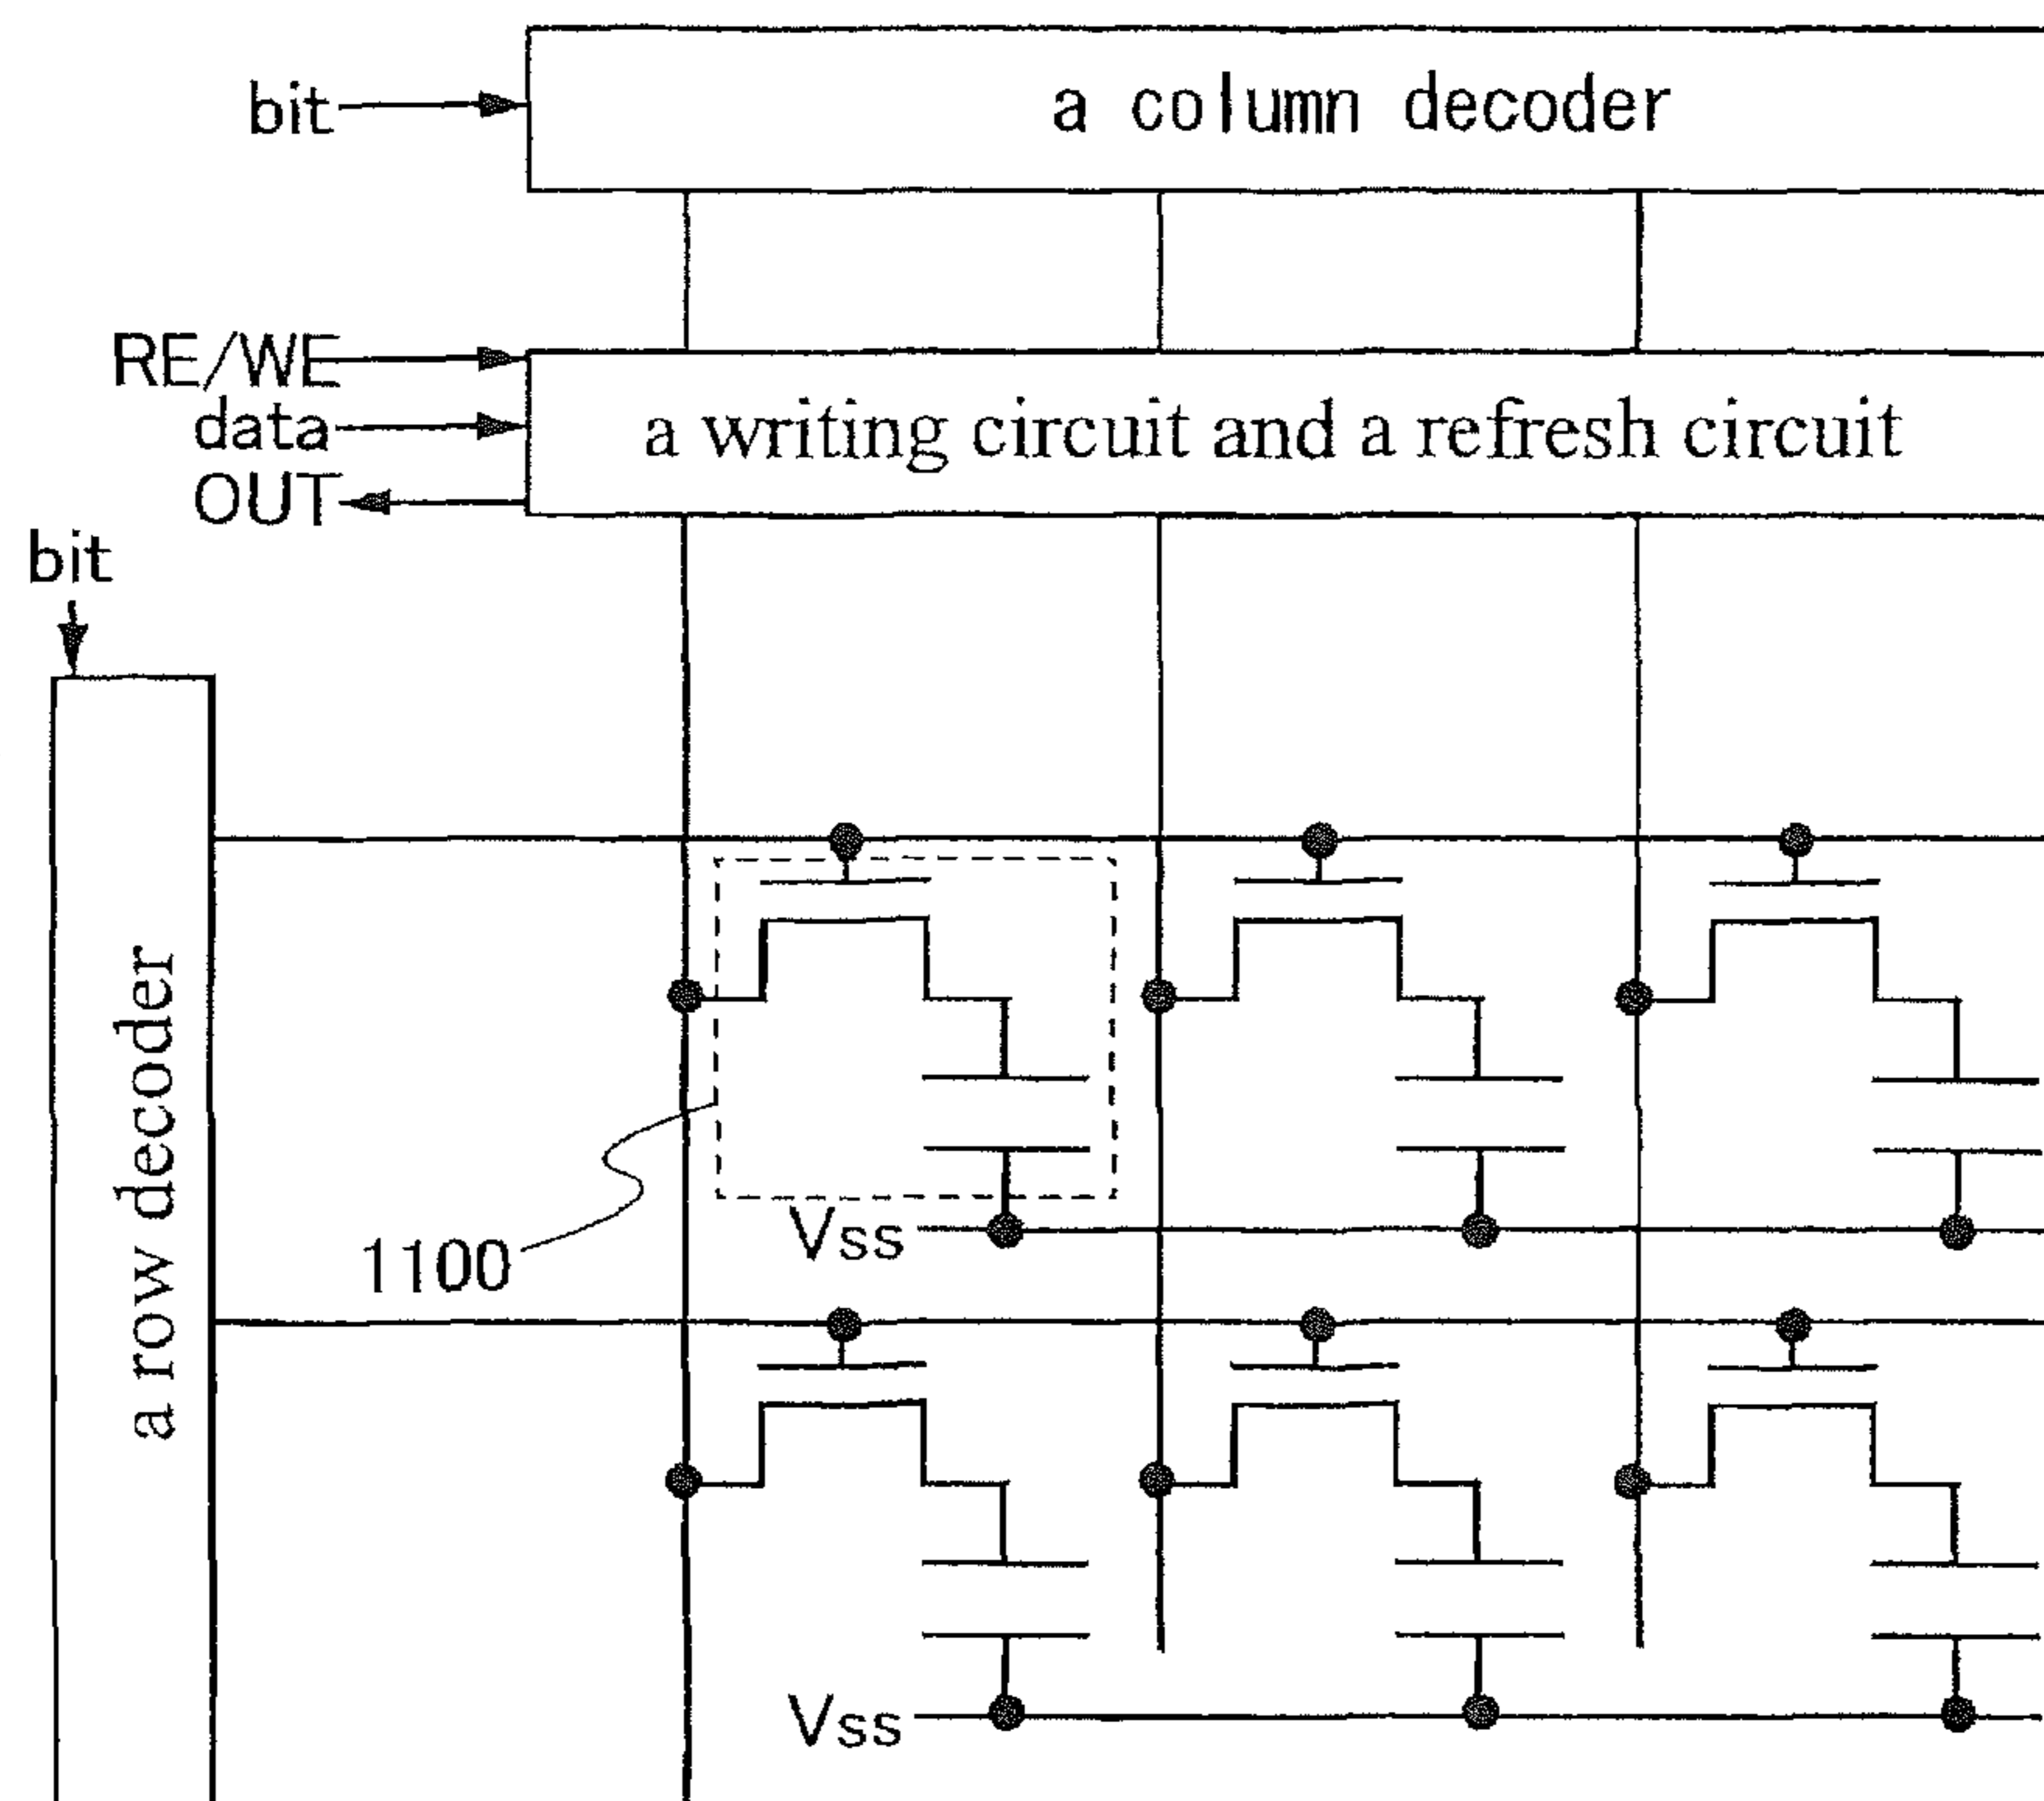 bit
a column decoder
RE/WE
data
OUT
a writing circuit and a refresh circuit
bit
a row decoder
Vss
1100
Vss